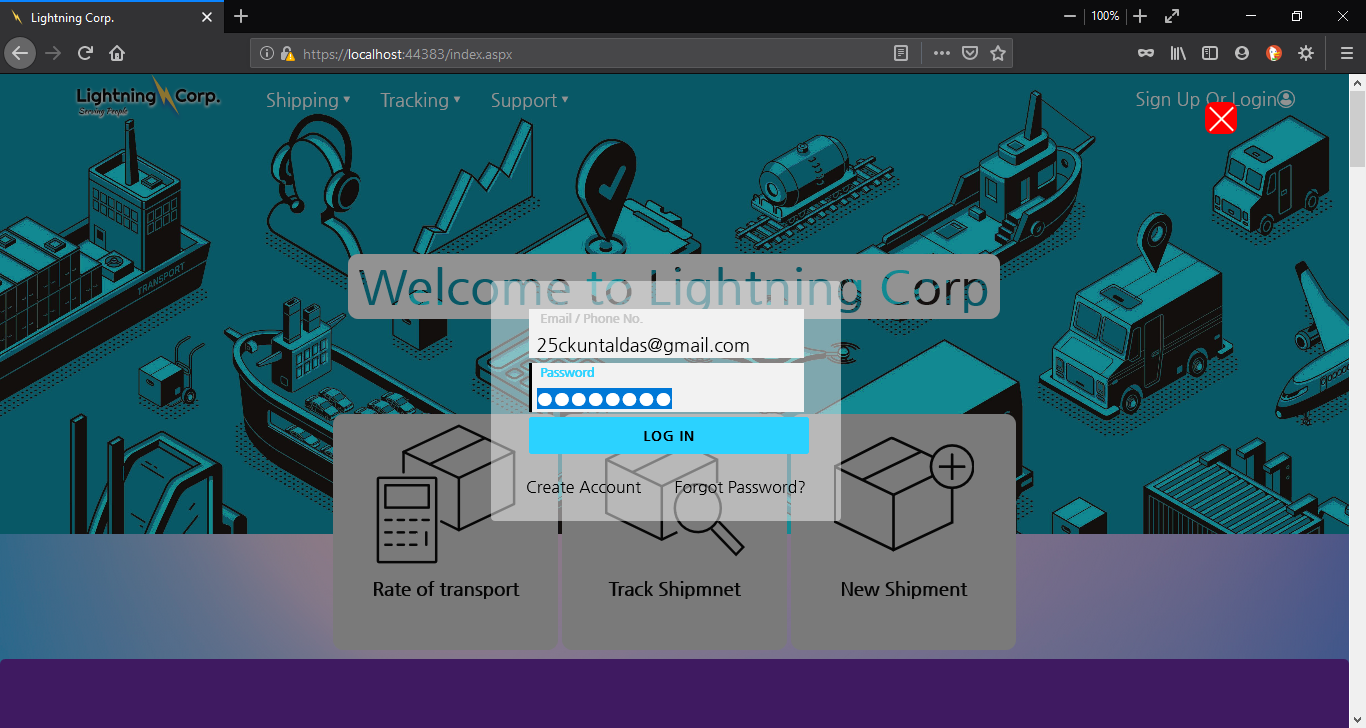 Lightning Corp.
100%
https://localhost:44383/index.aspx
Lightning Corp.
Serving People
Shipping ▾
Tracking ▾
Support ▾
Sign Up Or Login
TRANSPORT
Welcome to Lightning Corp
Email / Phone No.
25ckuntaldas@gmail.com
Password
●●●●●●●●
LOG IN
Create Account
Forgot Password?
Rate of transport
Track Shipmnet
New Shipment